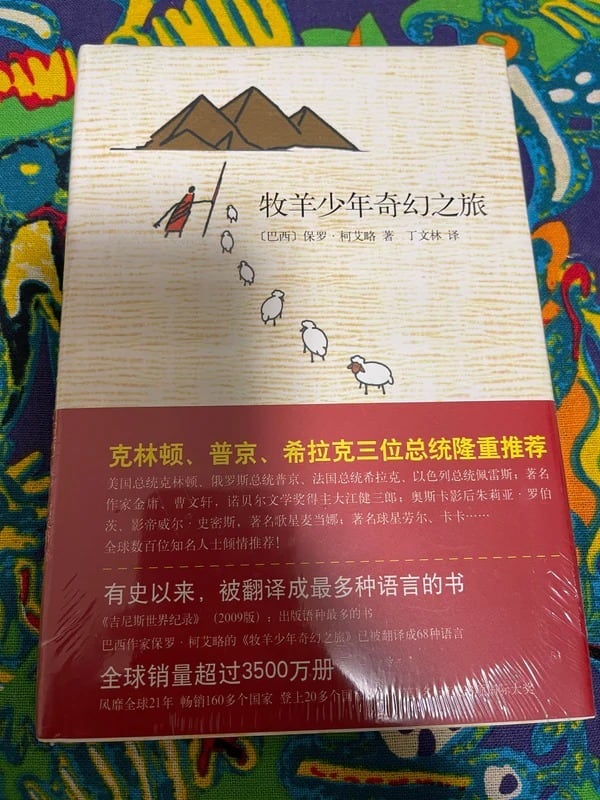 牧羊少年奇幻之旅
〔巴西〕保罗·柯艾略 著 丁文林 译
克林顿、普京、希拉克三位总统隆重推荐
美国总统克林顿、俄罗斯总统普京、法国总统希拉克、以色列总统佩雷斯；著名
作家金庸、曹文轩，诺贝尔文学奖得主大江健三郎；奥斯卡影后朱莉亚·罗伯
茨、影帝威尔·史密斯，著名歌星麦当娜；著名球星劳尔、卡卡……
全球数百位知名人士倾情推荐！
有史以来，被翻译成最多种语言的书
《吉尼斯世界纪录》（2009版）：出版语种最多的书
巴西作家保罗·柯艾略的《牧羊少年奇幻之旅》已被翻译成68种语言
全球销量超过3500万册
风靡全球21年 畅销160多个国家 登上20多个国 国际大奖